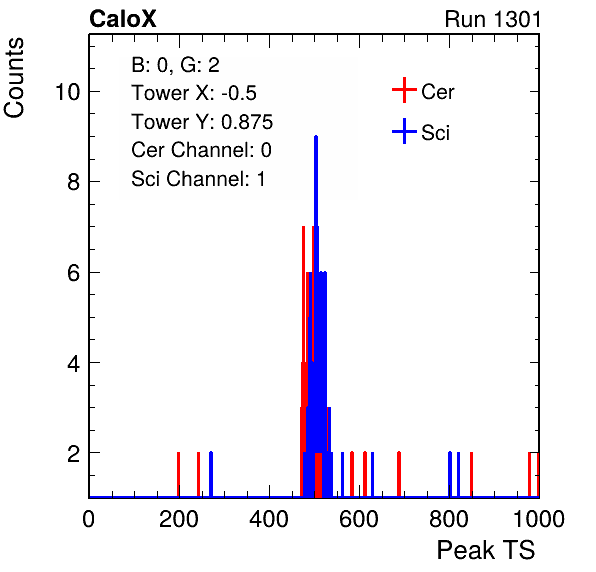 CaloX Run 1301
B: 0, G: 2
Tower X: -0.5
Tower Y: 0.875
Cer Channel: 0
Sci Channel: 1
Cer
Sci
Counts
10
8
6
4
2
0 200 400 600 800 1000
Peak TS